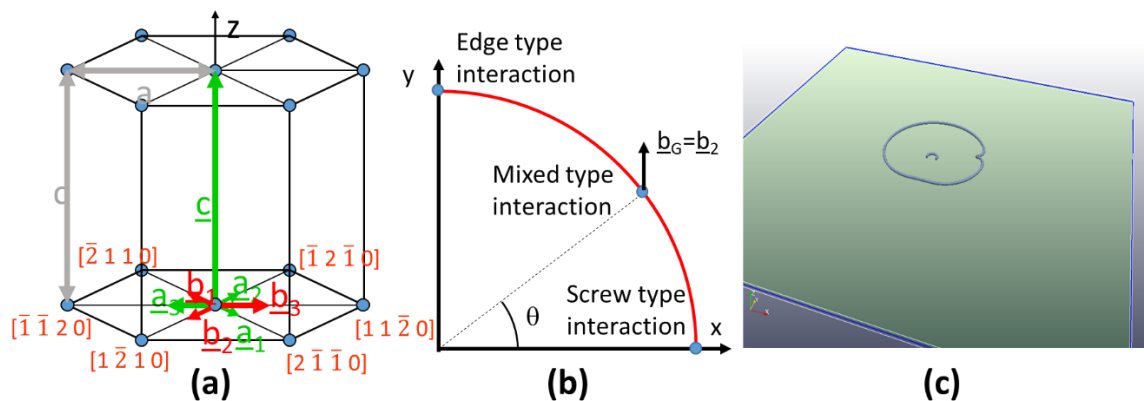 z
a
c
c
[2̅ 1 1 0]
[1̅ 2 1̅ 0]
b₁
a₂
a₃
b₃
b₂
a₁
[1̅ 1̅ 2 0]
[1 1 2̅ 0]
[1 2̅ 1 0]
[2 1̅ 1̅ 0]
(a)
Edge type
interaction
y
b_G=b₂
Mixed type
interaction
Screw type
interaction
θ
x
(b)
(c)